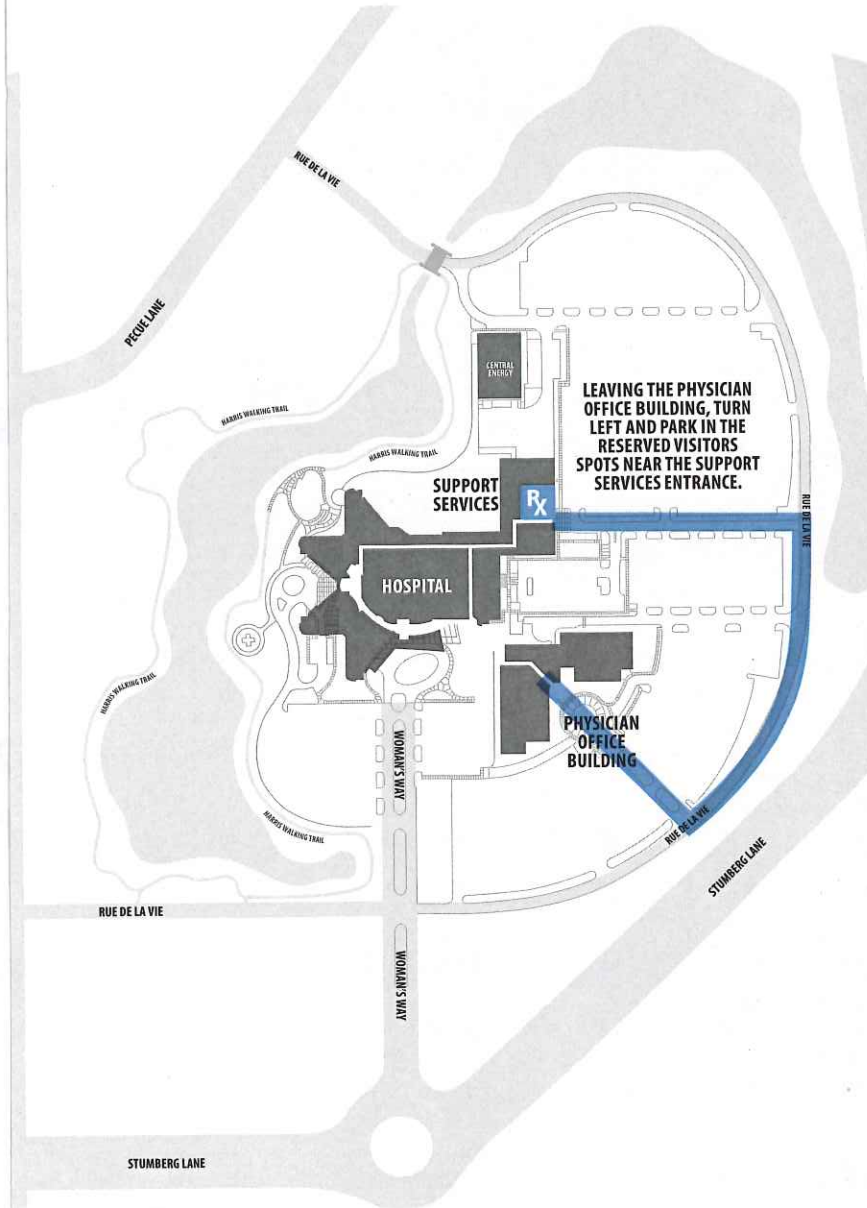 RUE DE LA VIE
PECUE LANE
CENTRAL
ENERGY
HARRIS WALKING TRAIL
HARRIS WALKING TRAIL
LEAVING THE PHYSICIAN
OFFICE BUILDING, TURN
LEFT AND PARK IN THE
RESERVED VISITORS
SPOTS NEAR THE SUPPORT
SERVICES ENTRANCE.
SUPPORT
SERVICES
RX
RUE DE LA VIE
HOSPITAL
HARRIS WALKING TRAIL
PHYSICIAN
OFFICE
BUILDING
WOMAN'S WAY
HARRIS WALKING TRAIL
RUE DE LA VIE
STUMBERG LANE
RUE DE LA VIE
WOMAN'S WAY
STUMBERG LANE